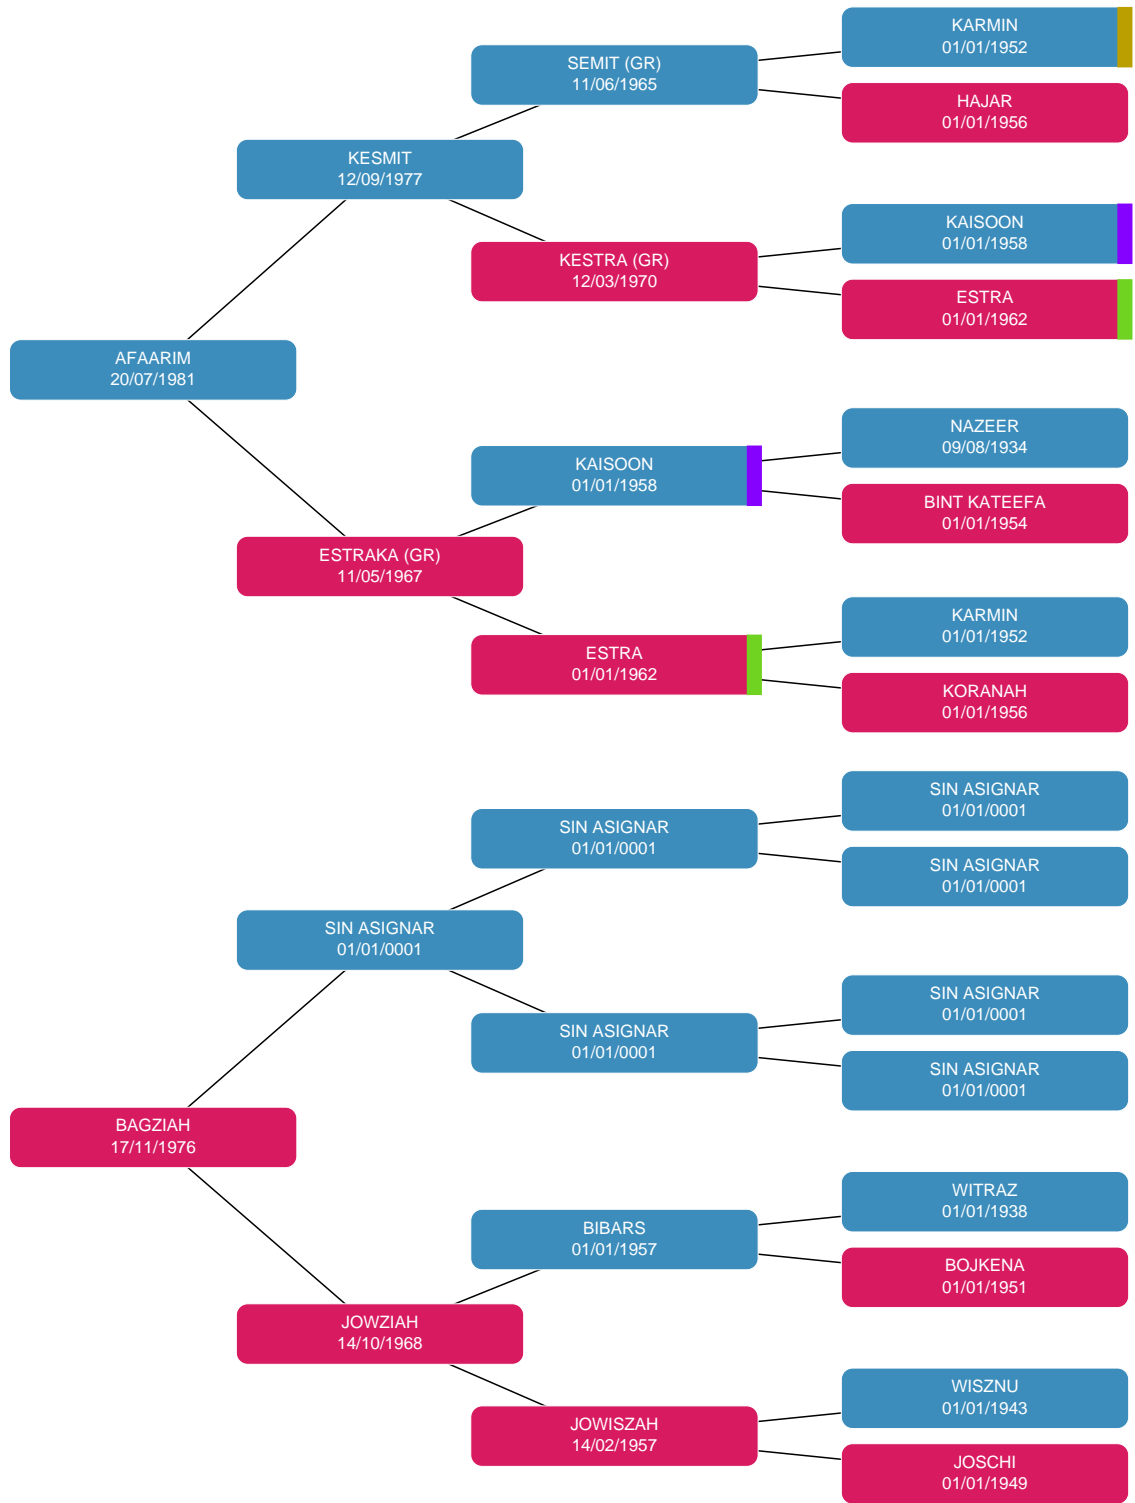 KARMIN
01/01/1952
SEMIT (GR)
11/06/1965
HAJAR
01/01/1956
KESMIT
12/09/1977
KAISOON
01/01/1958
KESTRA (GR)
12/03/1970
ESTRA
01/01/1962
AFAARIM
20/07/1981
NAZEER
09/08/1934
KAISOON
01/01/1958
BINT KATEEFA
01/01/1954
ESTRAKA (GR)
11/05/1967
KARMIN
01/01/1952
ESTRA
01/01/1962
KORANAH
01/01/1956
SIN ASIGNAR
01/01/0001
SIN ASIGNAR
01/01/0001
SIN ASIGNAR
01/01/0001
SIN ASIGNAR
01/01/0001
SIN ASIGNAR
01/01/0001
SIN ASIGNAR
01/01/0001
SIN ASIGNAR
01/01/0001
BAGZIAH
17/11/1976
WITRAZ
01/01/1938
BIBARS
01/01/1957
BOJKENA
01/01/1951
JOWZIAH
14/10/1968
WISZNU
01/01/1943
JOWISZAH
14/02/1957
JOSCHI
01/01/1949